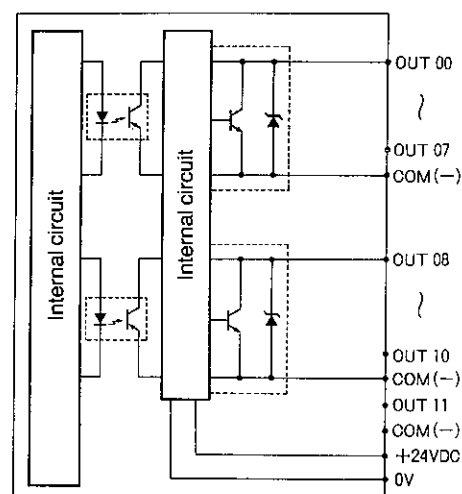 Internal circuit
Internal circuit
OUT 00
OUT 07
COM(−)
OUT 08
OUT 10
COM(−)
OUT 11
COM(−)
+24VDC
0V